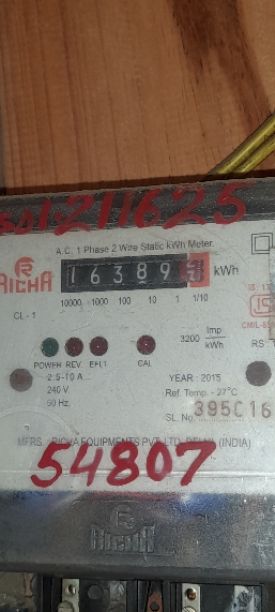 501211625
A.C. 1 Phase 2 Wire Static kWh Meter.
RICHA
16389 kWh
10000 1000 100 10 1 1/10
CL - 1
3200 Imp/kWh
POWER REV. EFL1 CAL
RS -
2.5-10 A
YEAR : 2015
240 V.
Ref. Temp. - 27°C
50 Hz.
SL. No. 395C16
MFRS. : RICHA EQUIPMENTS PVT. LTD. DELHI (INDIA)
54807
RICHA